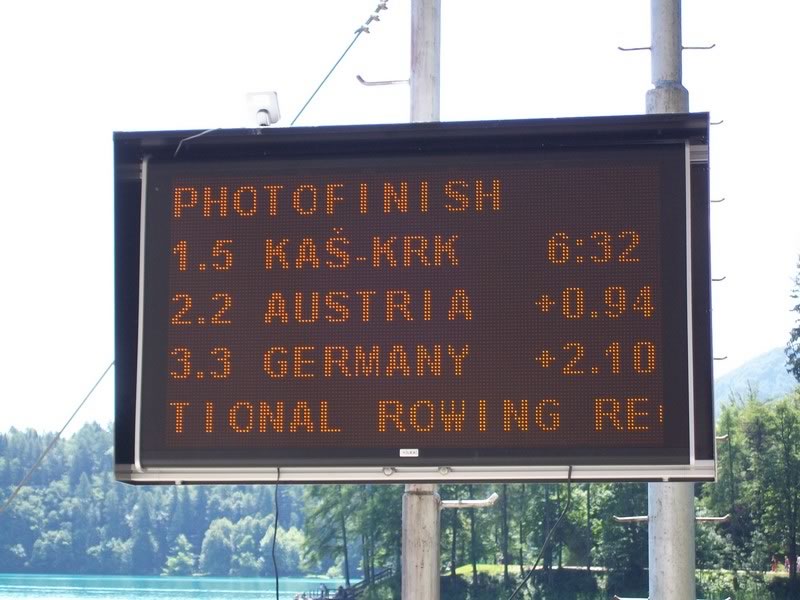 PHOTOFINISH
1.5 KAŠ-KRK 6:32
2.2 AUSTRIA +0.94
3.3 GERMANY +2.10
TIONAL ROWING RE